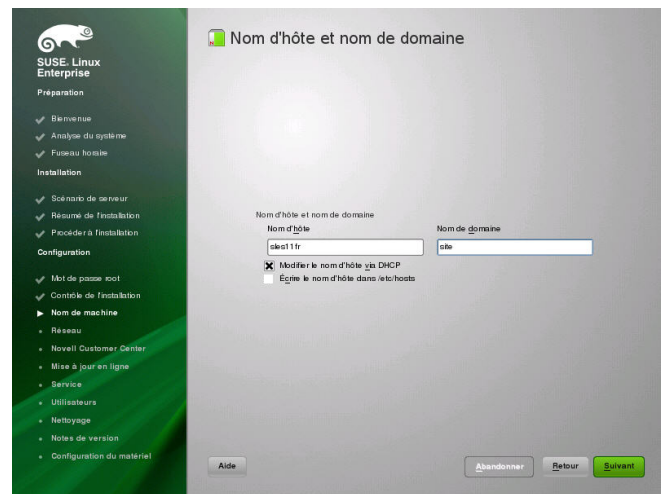 SUSE. Linux
Enterprise
Préparation
Bienvenue
Analyse du système
Fuseau horaire
Installation
Scénario de serveur
Résumé de l'installation
Procéder à l'installation
Configuration
Mot de passe root
Contrôle de l'installation
Nom de machine
Réseau
Novell Customer Center
Mise à jour en ligne
Service
Utilisateurs
Nettoyage
Notes de version
Configuration du matériel
Nom d'hôte et nom de domaine
Nom d'hôte et nom de domaine
Nom d'hôte Nom de domaine
sles11fr site
Modifier le nom d'hôte via DHCP
Écrire le nom d'hôte dans /etc/hosts
Aide Abandonner Retour Suivant